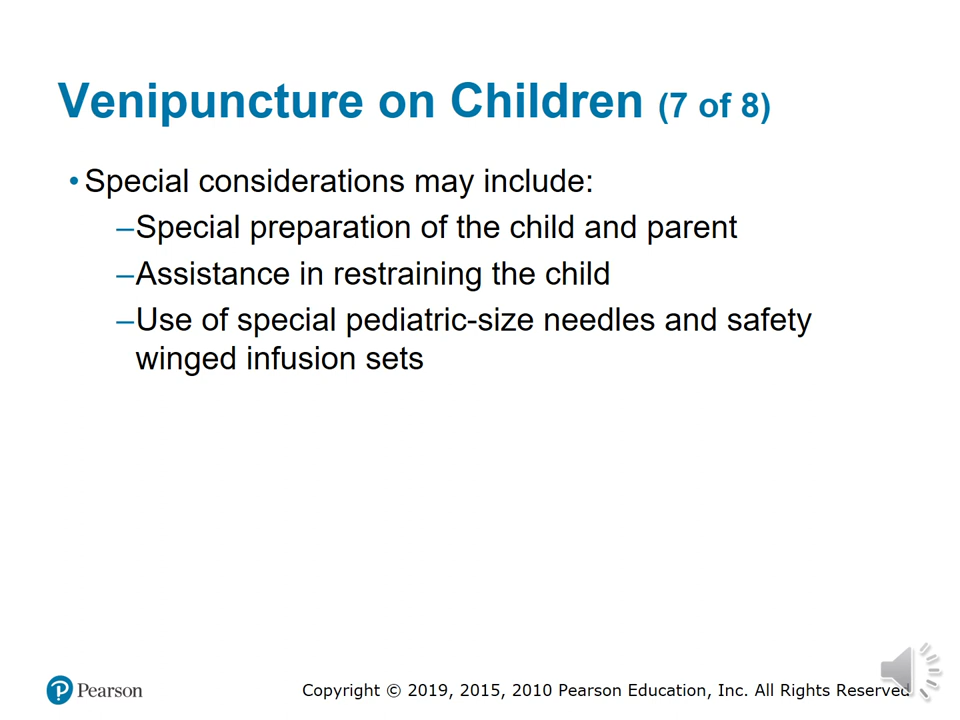 Venipuncture on Children (7 of 8)
• Special considerations may include:
–Special preparation of the child and parent
–Assistance in restraining the child
–Use of special pediatric-size needles and safety
winged infusion sets
Pearson
Copyright © 2019, 2015, 2010 Pearson Education, Inc. All Rights Reserved